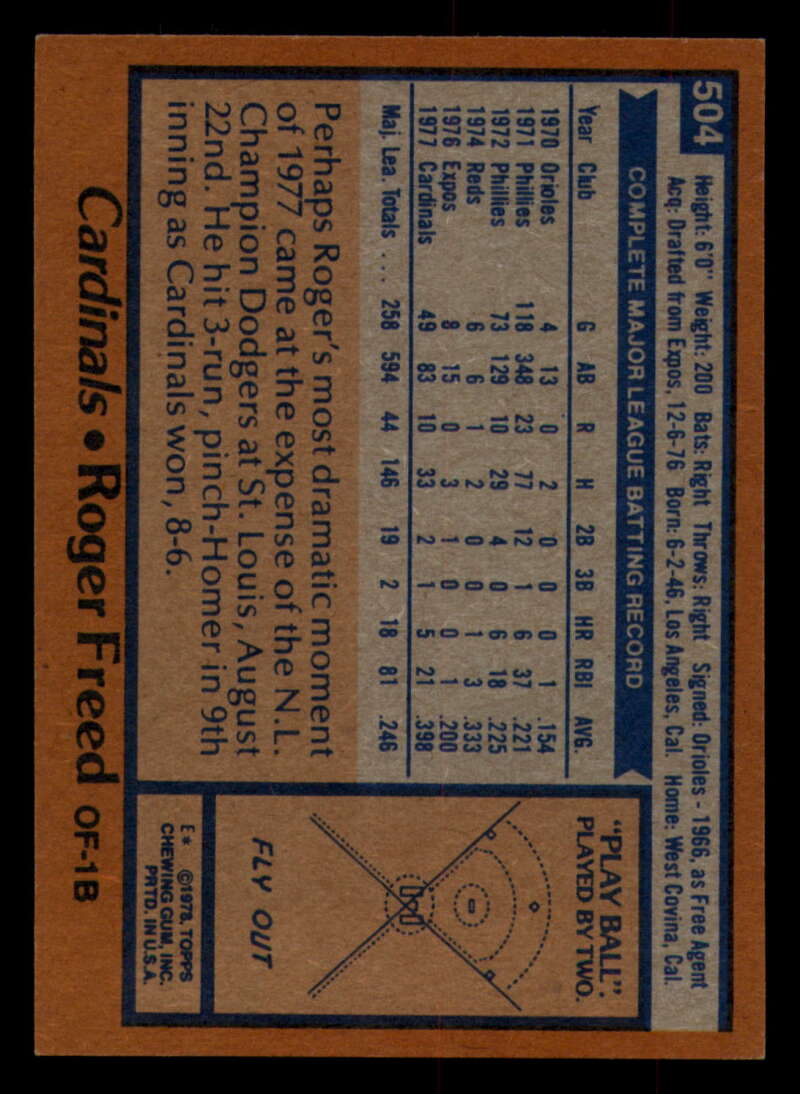 504
Height: 6'0" Weight: 200 Bats: Right Throws: Right Signed: Orioles - 1966, as Free Agent
Acq: Drafted from Expos, 12-6-76 Born: 6-2-46, Los Angeles, Cal. Home: West Covina, Cal.
COMPLETE MAJOR LEAGUE BATTING RECORD
Year Club G AB R H 2B 3B HR RBI AVG.
1970 Orioles 4 13 0 2 0 0 0 1 .154
1971 Phillies 118 348 23 77 12 1 6 37 .221
1972 Phillies 73 129 10 29 4 0 6 18 .225
1974 Reds 6 6 1 2 0 0 1 3 .333
1976 Expos 8 15 0 3 1 0 0 1 .200
1977 Cardinals 49 83 10 33 2 1 5 21 .398
Maj. Lea. Totals . . . 258 594 44 146 19 2 18 81 .246
Perhaps Roger's most dramatic moment
of 1977 came at the expense of the N.L.
Champion Dodgers at St. Louis, August
22nd. He hit 3-run, pinch-Homer in 9th
inning as Cardinals won, 8-6.
"PLAY BALL".
PLAYED BY TWO.
FLY OUT
E* ©1978, TOPPS
CHEWING GUM, INC.
PRTD. IN U.S.A.
Cardinals • Roger Freed OF-1B